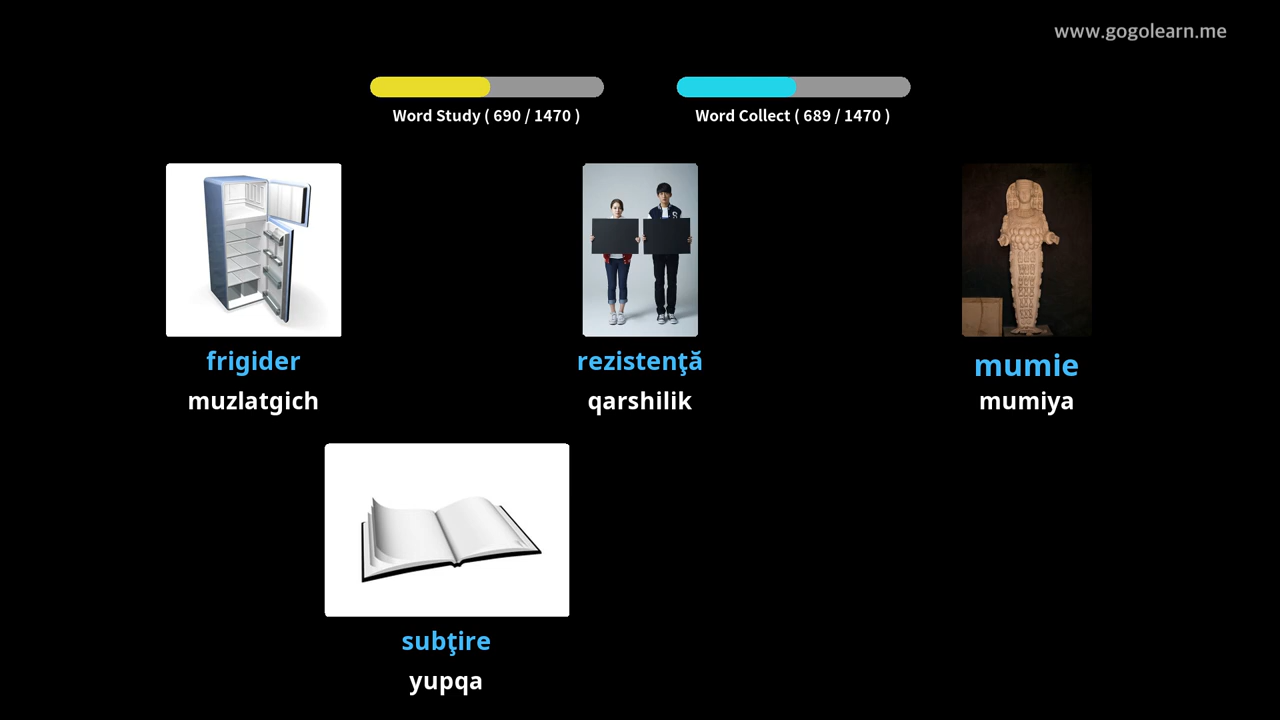 www.gogolearn.me
Word Study ( 690 / 1470 )
Word Collect ( 689 / 1470 )
frigider
muzlatgich
rezistenţă
qarshilik
mumie
mumiya
subţire
yupqa